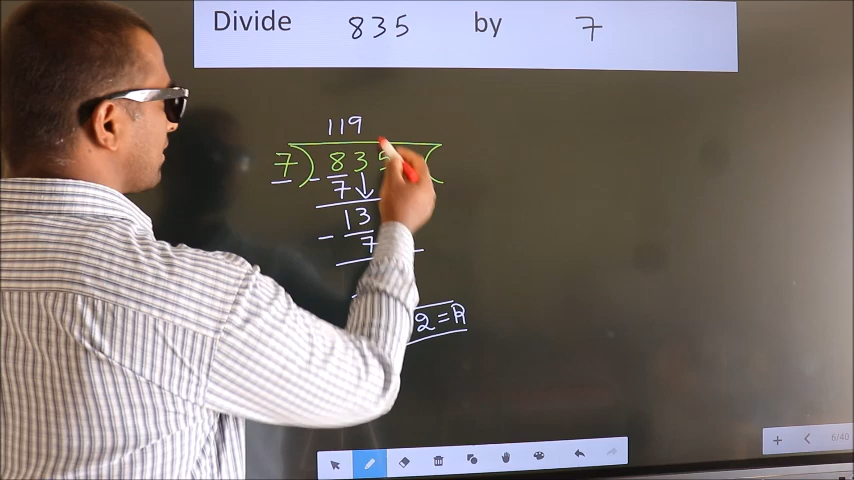 Divide 835 by 7
119
7) 835 (
- 7
13
- 7
2 = R
6/40